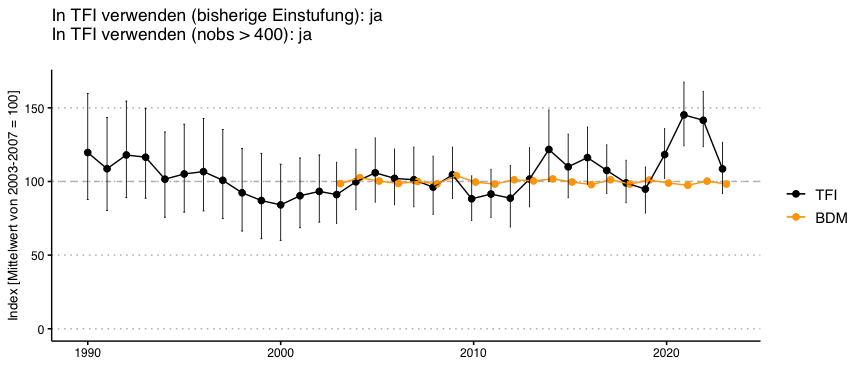 In TFI verwenden (bisherige Einstufung): ja
In TFI verwenden (nobs > 400): ja
Index [Mittelwert von 2003-2007 = 100]
150
100
50
0
1990
2000
2010
2020
TFI
BDM